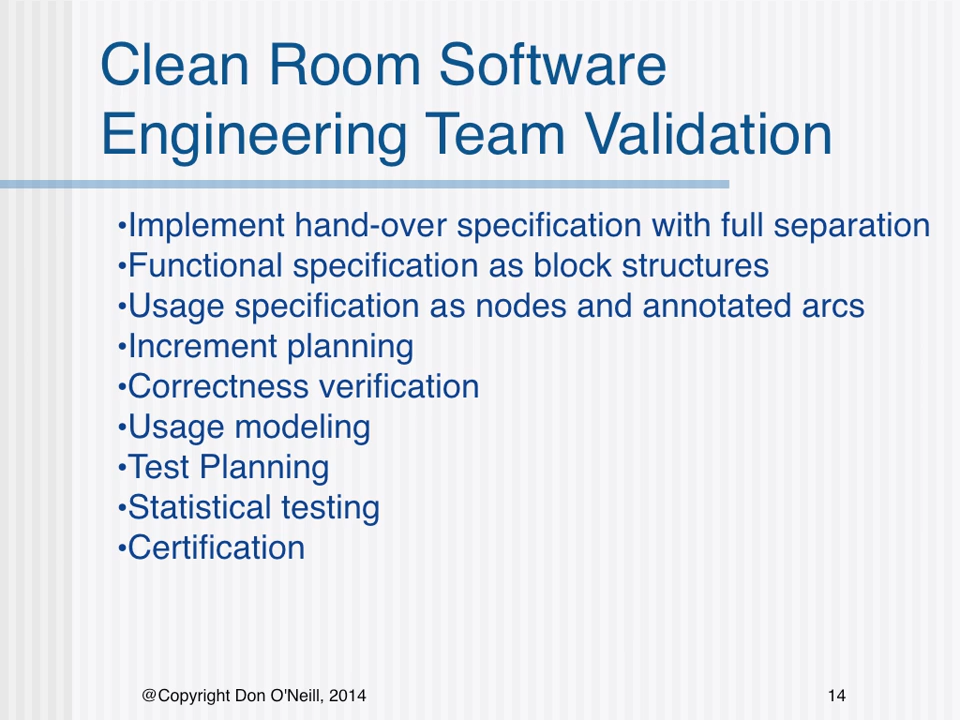 Clean Room Software
Engineering Team Validation
•Implement hand-over specification with full separation
•Functional specification as block structures
•Usage specification as nodes and annotated arcs
•Increment planning
•Correctness verification
•Usage modeling
•Test Planning
•Statistical testing
•Certification
@Copyright Don O'Neill, 2014
14